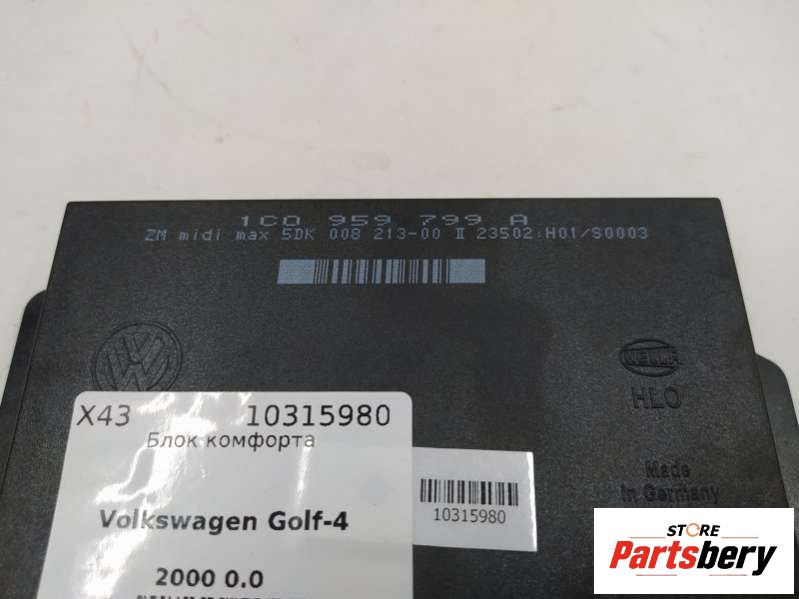 1C0 959 799 A
ZM midi max 5DK 008 213-00 II 23502:H01/S0003
HELLA
HLO
Made
in Germany
X43 10315980
Блок комфорта
Volkswagen Golf-4
2000 0.0
10315980
STORE
Partsbery